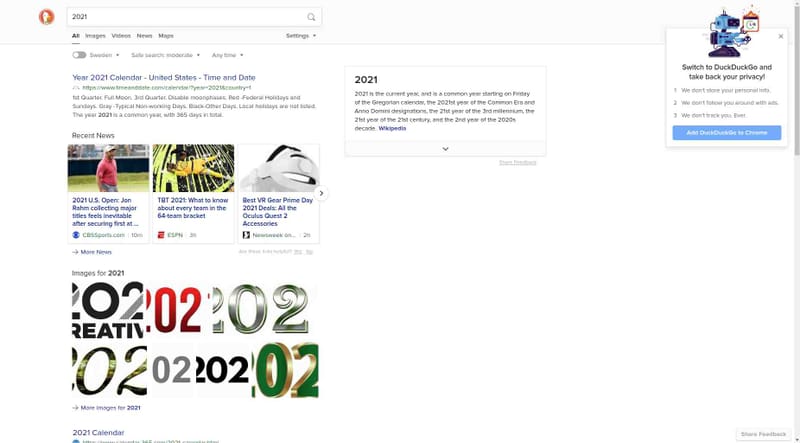 2021
All Images Videos News Maps Settings
Sweden Safe search: moderate Any time
Year 2021 Calendar - United States - Time and Date
https://www.timeanddate.com/calendar/?year=2021&country=1
1st Quarter. Full Moon. 3rd Quarter. Disable moonphases. Red -Federal Holidays and
Sundays. Gray -Typical Non-working Days. Black-Other Days. Local holidays are not listed.
The year 2021 is a common year, with 365 days in total.
Recent News
2021 U.S. Open: Jon
Rahm collecting major
titles feels inevitable
after securing first at ...
CBSSports.com 10m
TBT 2021: What to know
about every team in the
64-team bracket
ESPN 3h
Best VR Gear Prime Day
2021 Deals: All the
Oculus Quest 2
Accessories
Newsweek on... 2h
More News
Are these links helpful? Yes No
Images for 2021
202
REATIV
202
202
202
02
202
02
More Images for 2021
2021 Calendar
2021
2021 is the current year, and is a common year starting on Friday
of the Gregorian calendar, the 2021st year of the Common Era and
Anno Domini designations, the 21st year of the 3rd millennium, the
21st year of the 21st century, and the 2nd year of the 2020s
decade. Wikipedia
Share Feedback
Switch to DuckDuckGo and
take back your privacy!
1 We don't store your personal info.
2 We don't follow you around with ads.
3 We don't track you. Ever.
Add DuckDuckGo to Chrome
Share Feedback